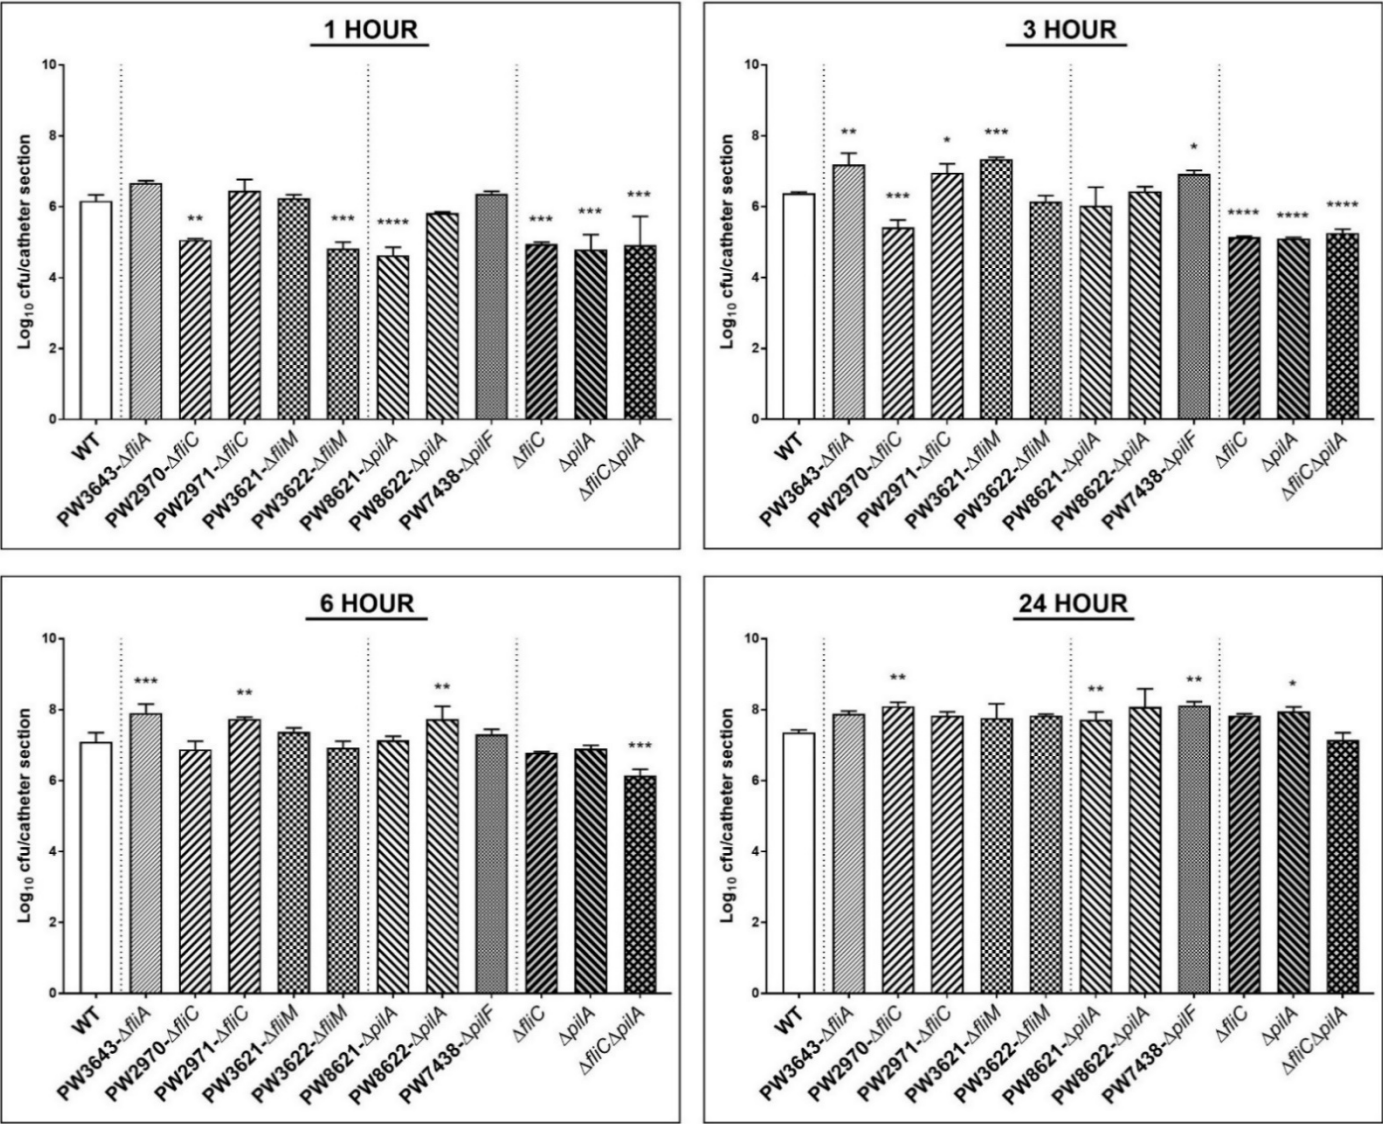 1 HOUR
Log10 cfu/catheter section
10
8
6
4
2
0
**
***
****
***
***
***
WT
PW3643-ΔfliA
PW2970-ΔfliC
PW2971-ΔfliC
PW3621-ΔfliM
PW3622-ΔfliM
PW8621-ΔpilA
PW8622-ΔpilA
PW7438-ΔpilF
ΔfliC
ΔpilA
ΔfliCΔpilA
3 HOUR
Log10 cfu/catheter section
10
8
6
4
2
0
**
***
*
***
*
****
****
****
WT
PW3643-ΔfliA
PW2970-ΔfliC
PW2971-ΔfliC
PW3621-ΔfliM
PW3622-ΔfliM
PW8621-ΔpilA
PW8622-ΔpilA
PW7438-ΔpilF
ΔfliC
ΔpilA
ΔfliCΔpilA
6 HOUR
Log10 cfu/catheter section
10
8
6
4
2
0
***
**
**
***
WT
PW3643-ΔfliA
PW2970-ΔfliC
PW2971-ΔfliC
PW3621-ΔfliM
PW3622-ΔfliM
PW8621-ΔpilA
PW8622-ΔpilA
PW7438-ΔpilF
ΔfliC
ΔpilA
ΔfliCΔpilA
24 HOUR
Log10 cfu/catheter section
10
8
6
4
2
0
**
**
**
*
WT
PW3643-ΔfliA
PW2970-ΔfliC
PW2971-ΔfliC
PW3621-ΔfliM
PW3622-ΔfliM
PW8621-ΔpilA
PW8622-ΔpilA
PW7438-ΔpilF
ΔfliC
ΔpilA
ΔfliCΔpilA